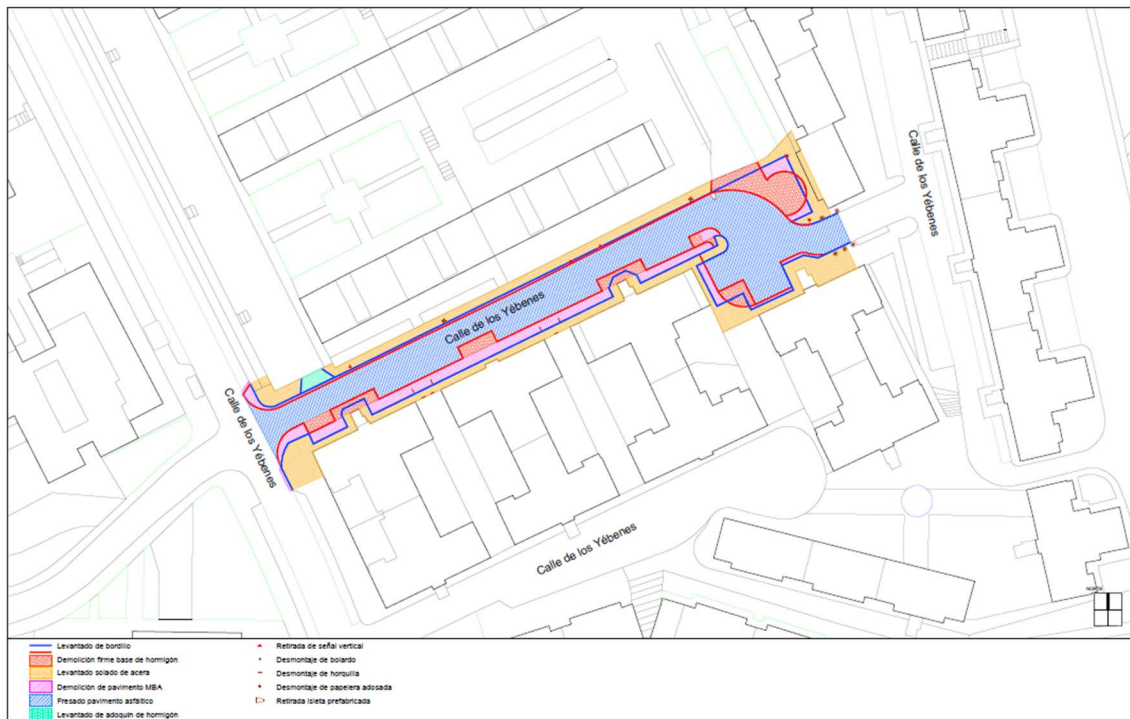 Calle de los Yébenes
Calle de los Yébenes
Calle de los Yébenes
Calle de los Yébenes
NORTE
Levantado de bordillo
Demolición firme base de hormigón
Levantado solado de acera
Demolición de pavimento MBA
Fresado pavimento asfáltico
Levantado de adoquín de hormigón
Retirada de señal vertical
Desmontaje de bolardo
Desmontaje de horquilla
Desmontaje de papelera adosada
Retirada isleta prefabricada